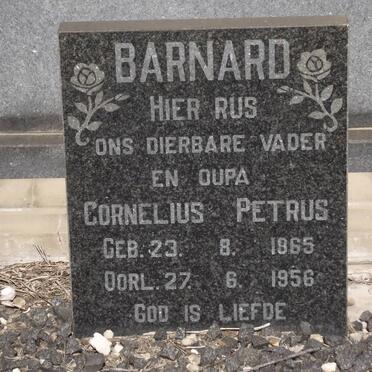 BARNARD
HIER RUS
ONS DIERBARE VADER
EN OUPA
CORNELIUS PETRUS
GEB. 23. 8. 1865
OORL. 27. 6. 1956
GOD IS LIEFDE